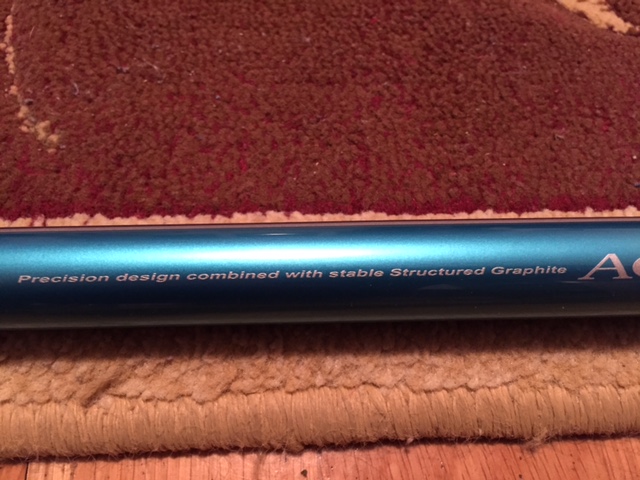 Precision design combined with stable Structured Graphite